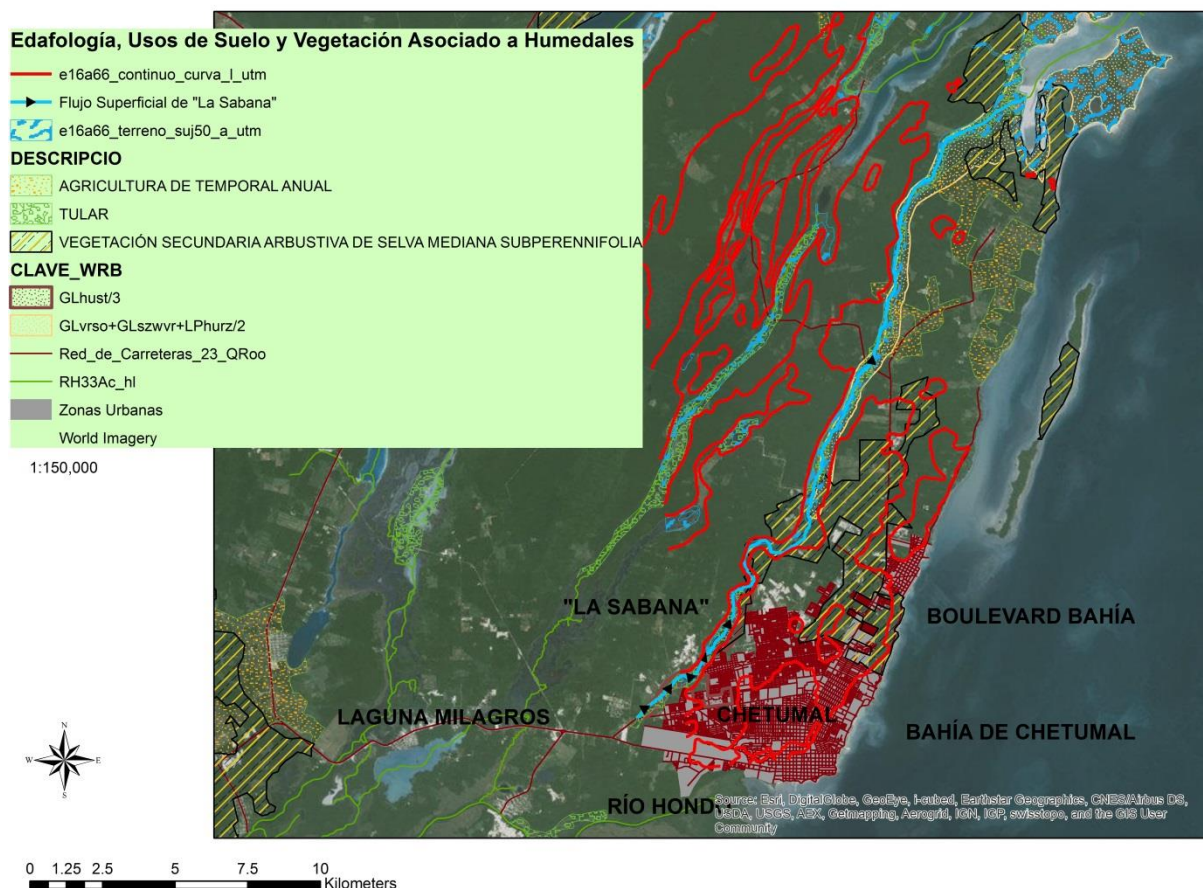 Edafología, Usos de Suelo y Vegetación Asociado a Humedales
e16a66_continuo_curva_l_utm
Flujo Superficial de "La Sabana"
e16a66_terreno_suj50_a_utm
DESCRIPCIO
AGRICULTURA DE TEMPORAL ANUAL
TULAR
VEGETACIÓN SECUNDARIA ARBUSTIVA DE SELVA MEDIANA SUBPERENNIFOLIA
CLAVE_WRB
GLhust/3
GLvrso+GLszwvr+LPhurz/2
Red_de_Carreteras_23_QRoo
RH33Ac_hl
Zonas Urbanas
World Imagery
1:150,000
"LA SABANA"
BOULEVARD BAHÍA
LAGUNA MILAGROS
CHETUMAL
BAHÍA DE CHETUMAL
N
W E
S
RÍO HONDO
Source: Esri, DigitalGlobe, GeoEye, i-cubed, Earthstar Geographics, CNES/Airbus DS,
USDA, USGS, AEX, Getmapping, Aerogrid, IGN, IGP, swisstopo, and the GIS User
Community
0 1.25 2.5 5 7.5 10
Kilometers